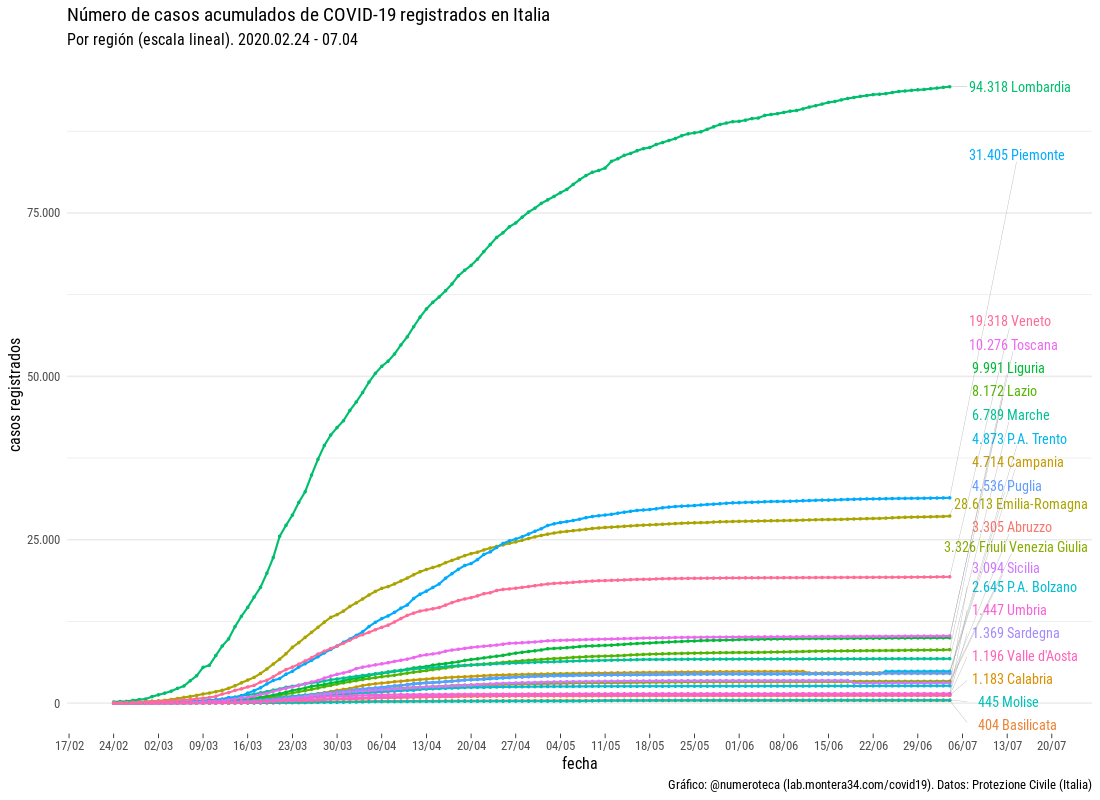 Número de casos acumulados de COVID-19 registrados en Italia
Por región (escala lineal). 2020.02.24 - 07.04
94.318 Lombardia
31.405 Piemonte
75.000
19.318 Veneto
10.276 Toscana
9.991 Liguria
50.000
8.172 Lazio
6.789 Marche
casos registrados
4.873 P.A. Trento
4.714 Campania
4.536 Puglia
28.613 Emilia-Romagna
3.305 Abruzzo
25.000
3.326 Friuli Venezia Giulia
3.094 Sicilia
2.645 P.A. Bolzano
1.447 Umbria
1.369 Sardegna
1.196 Valle d'Aosta
1.183 Calabria
0
445 Molise
404 Basilicata
17/02 24/02 02/03 09/03 16/03 23/03 30/03 06/04 13/04 20/04 27/04 04/05 11/05 18/05 25/05 01/06 08/06 15/06 22/06 29/06 06/07 13/07 20/07
fecha
Gráfico: @numeroteca (lab.montera34.com/covid19). Datos: Protezione Civile (Italia)